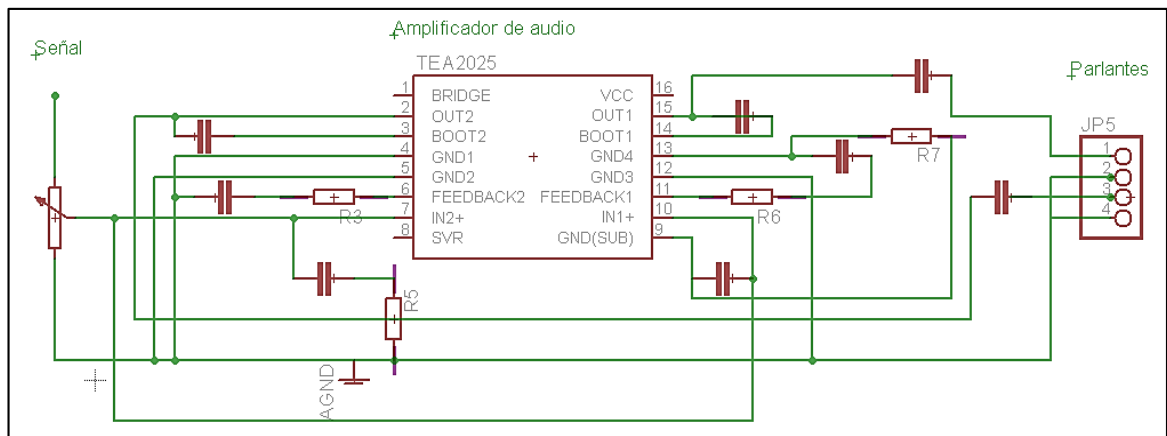 Amplificador de audio
Señal
Parlantes
TEA2025
JP5
1 BRIDGE VCC 16
2 OUT2 OUT1 15
3 BOOT2 BOOT1 14
4 GND1 GND4 13
5 GND2 GND3 12
6 FEEDBACK2 FEEDBACK1 11
7 IN2+ IN1+ 10
8 SVR GND(SUB) 9
R7
R3
R6
R5
1
2
3
4
AGND